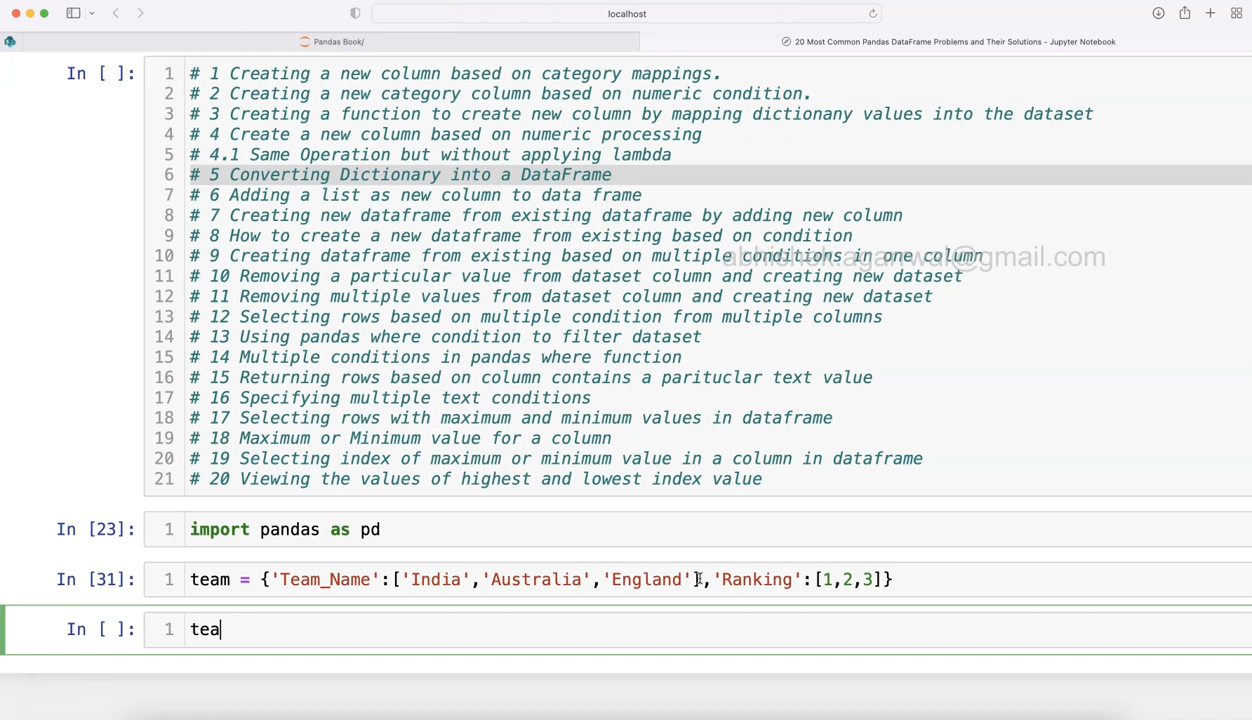 localhost
Pandas Book/
20 Most Common Pandas DataFrame Problems and Their Solutions - Jupyter Notebook
In [ ]:
1 # 1 Creating a new column based on category mappings.
2 # 2 Creating a new category column based on numeric condition.
3 # 3 Creating a function to create new column by mapping dictionany values into the dataset
4 # 4 Create a new column based on numeric processing
5 # 4.1 Same Operation but without applying lambda
6 # 5 Converting Dictionary into a DataFrame
7 # 6 Adding a list as new column to data frame
8 # 7 Creating new dataframe from existing dataframe by adding new column
9 # 8 How to create a new dataframe from existing based on condition
10 # 9 Creating dataframe from existing based on multiple conditions in one column
abhishok.agarwal@gmail.com
11 # 10 Removing a particular value from dataset column and creating new dataset
12 # 11 Removing multiple values from dataset column and creating new dataset
13 # 12 Selecting rows based on multiple condition from multiple columns
14 # 13 Using pandas where condition to filter dataset
15 # 14 Multiple conditions in pandas where function
16 # 15 Returning rows based on column contains a parituclar text value
17 # 16 Specifying multiple text conditions
18 # 17 Selecting rows with maximum and minimum values in dataframe
19 # 18 Maximum or Minimum value for a column
20 # 19 Selecting index of maximum or minimum value in a column in dataframe
21 # 20 Viewing the values of highest and lowest index value
In [23]: 1 import pandas as pd
In [31]: 1 team = {'Team_Name':['India','Australia','England'],'Ranking':[1,2,3]}
In [ ]: 1 tea